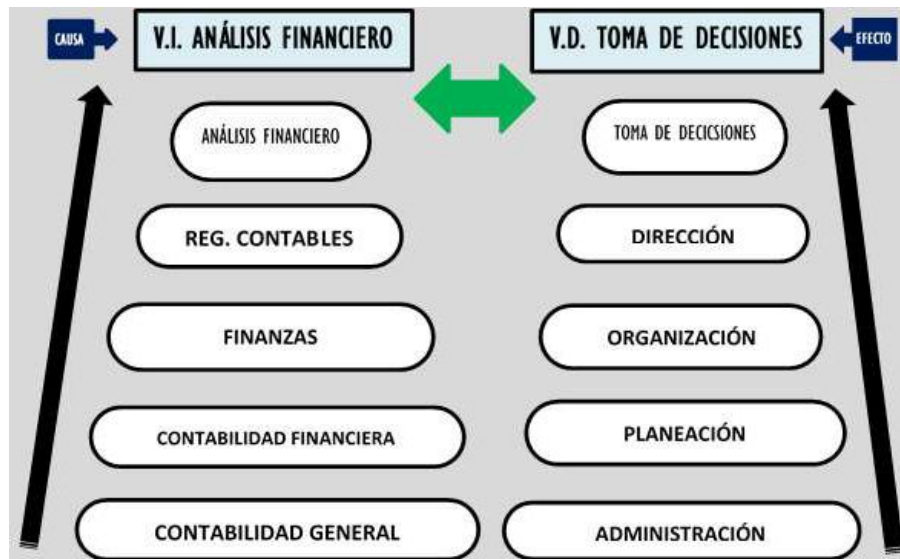 CAUSA
V.I. ANÁLISIS FINANCIERO
V.D. TOMA DE DECISIONES
EFECTO
ANÁLISIS FINANCIERO
TOMA DE DECICSIONES
REG. CONTABLES
DIRECCIÓN
FINANZAS
ORGANIZACIÓN
CONTABILIDAD FINANCIERA
PLANEACIÓN
CONTABILIDAD GENERAL
ADMINISTRACIÓN